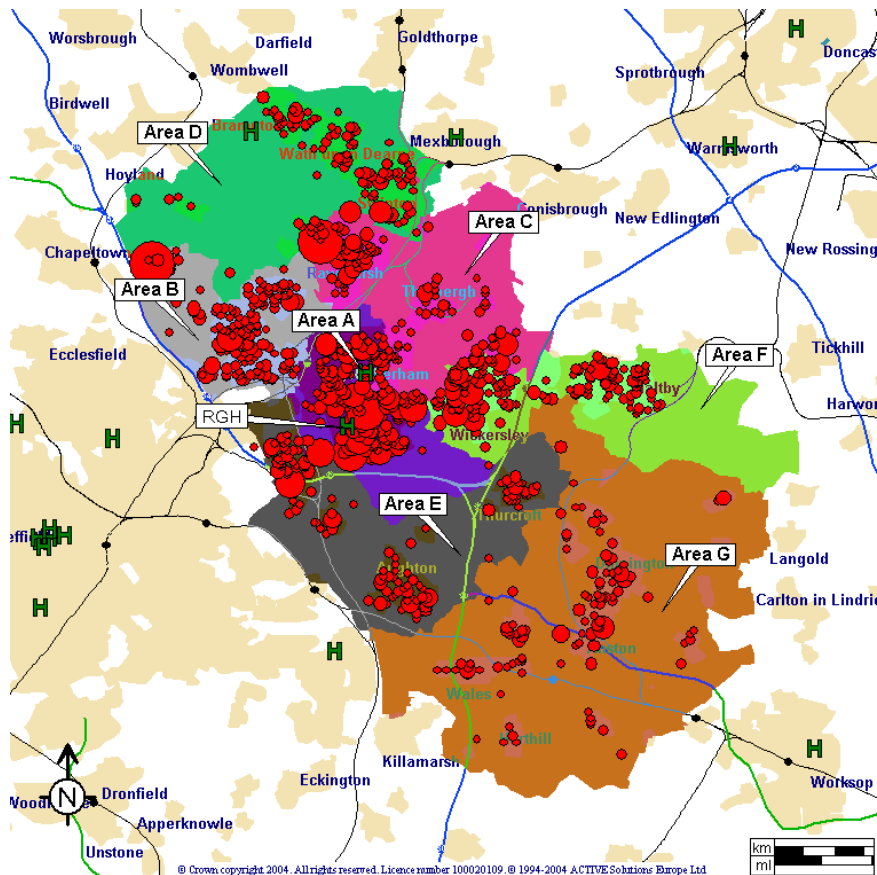 Worsbrough
Darfield
Goldthorpe
Doncas
Wombwell
Sprotbrough
Birdwell
Area D
Mexborough
Warmsworth
Hoyland
Conisbrough
New Edlington
Area C
Chapeltown
New Rossing
Area B
Area A
Tickhill
Ecclesfield
Area F
Harwo
RGH
Wickersley
Area E
Thurcroft
Area G
Langold
Aughton
Carlton in Lindric
Wales
Killamarsh
Eckington
Worksop
N
Dronfield
Apperknowle
Unstone
km
ml
© Crown copyright 2004. All rights reserved. Licence number 100020109. © 1994-2004 ACTIVE Solutions Europe Ltd
H
H
H
H
H
H
H
H
H
H
H